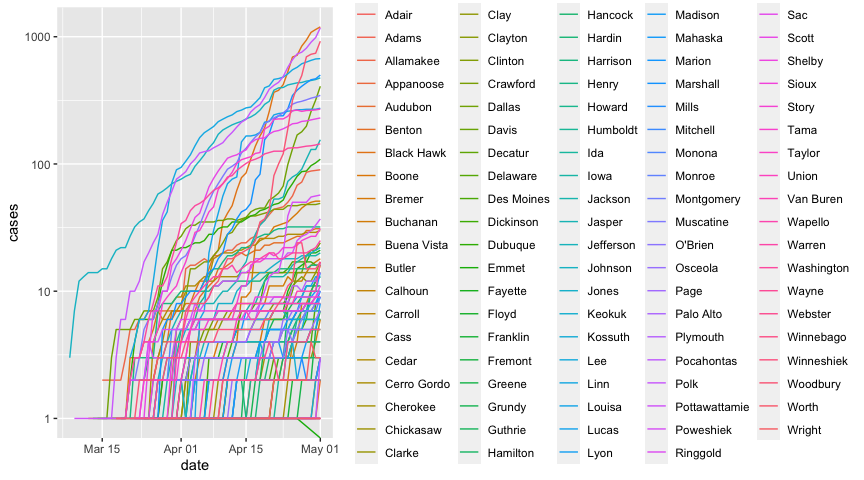 1000
100
10
1
cases
Mar 15
Apr 01
Apr 15
May 01
date
Adair
Adams
Allamakee
Appanoose
Audubon
Benton
Black Hawk
Boone
Bremer
Buchanan
Buena Vista
Butler
Calhoun
Carroll
Cass
Cedar
Cerro Gordo
Cherokee
Chickasaw
Clarke
Clay
Clayton
Clinton
Crawford
Dallas
Davis
Decatur
Delaware
Des Moines
Dickinson
Dubuque
Emmet
Fayette
Floyd
Franklin
Fremont
Greene
Grundy
Guthrie
Hamilton
Hancock
Hardin
Harrison
Henry
Howard
Humboldt
Ida
Iowa
Jackson
Jasper
Jefferson
Johnson
Jones
Keokuk
Kossuth
Lee
Linn
Louisa
Lucas
Lyon
Madison
Mahaska
Marion
Marshall
Mills
Mitchell
Monona
Monroe
Montgomery
Muscatine
O'Brien
Osceola
Page
Palo Alto
Plymouth
Pocahontas
Polk
Pottawattamie
Poweshiek
Ringgold
Sac
Scott
Shelby
Sioux
Story
Tama
Taylor
Union
Van Buren
Wapello
Warren
Washington
Wayne
Webster
Winnebago
Winneshiek
Woodbury
Worth
Wright